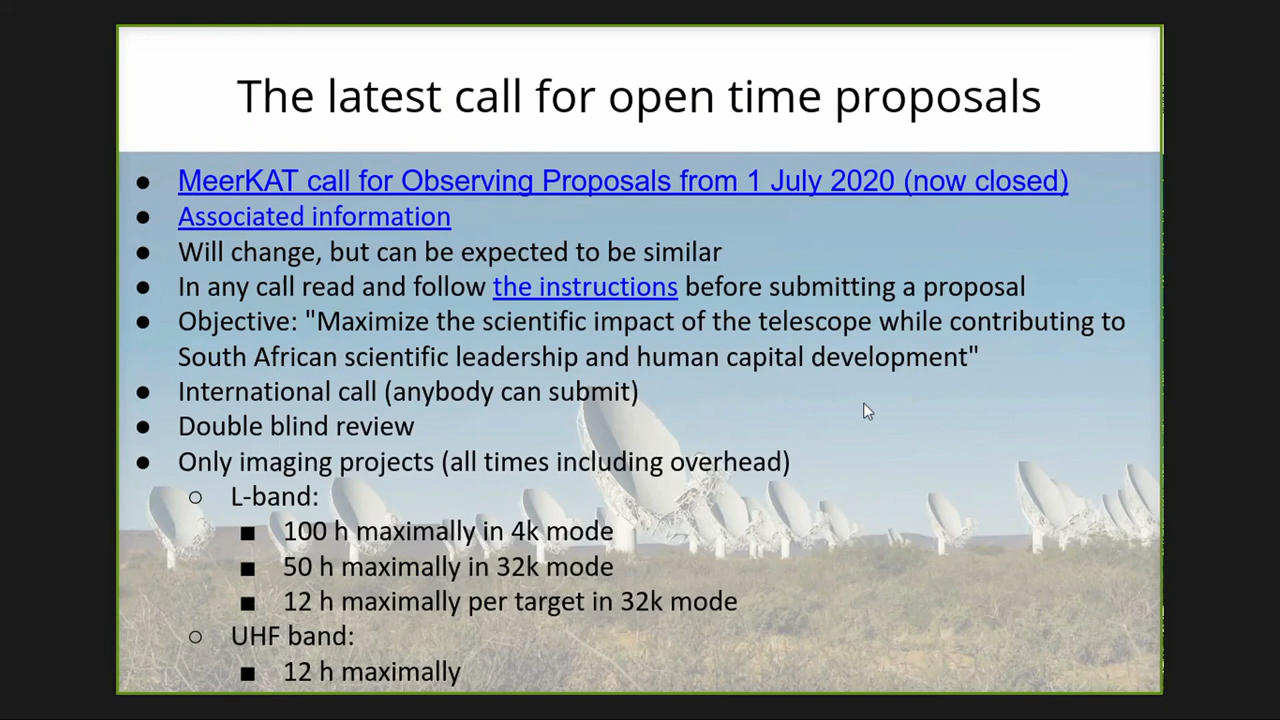 The latest call for open time proposals
● MeerKAT call for Observing Proposals from 1 July 2020 (now closed)
● Associated information
● Will change, but can be expected to be similar
● In any call read and follow the instructions before submitting a proposal
● Objective: "Maximize the scientific impact of the telescope while contributing to
South African scientific leadership and human capital development"
● International call (anybody can submit)
● Double blind review
● Only imaging projects (all times including overhead)
○ L-band:
■ 100 h maximally in 4k mode
■ 50 h maximally in 32k mode
■ 12 h maximally per target in 32k mode
○ UHF band:
■ 12 h maximally